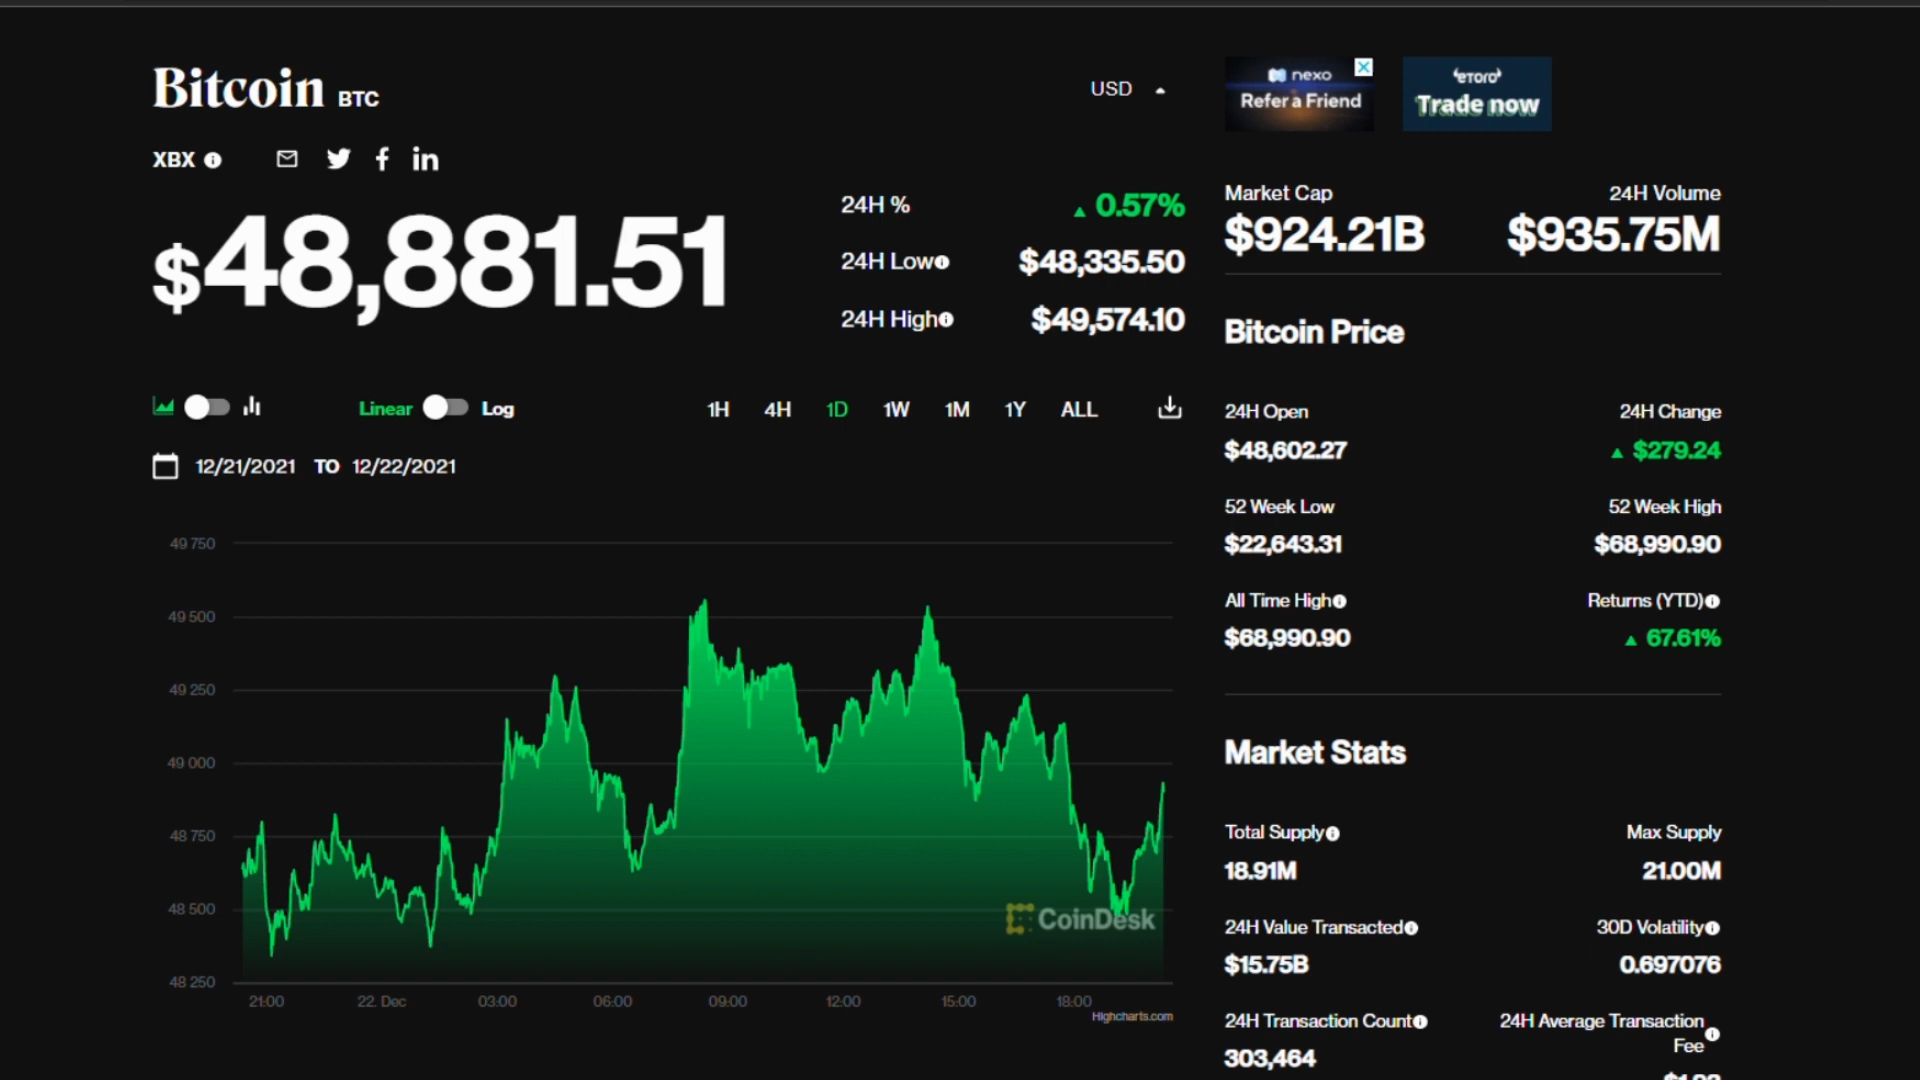 Bitcoin BTC
USD
XBX
$48,881.51
24H % 0.57%
24H Low $48,335.50
24H High $49,574.10
Linear Log
1H 4H 1D 1W 1M 1Y ALL
12/21/2021 TO 12/22/2021
49 750
49 500
49 250
49 000
48 750
48 500
48 250
CoinDesk
21:00 22. Dec 03:00 06:00 09:00 12:00 15:00 18:00
Highcharts.com
nexo
Refer a Friend
eToro
Trade now
Market Cap 24H Volume
$924.21B $935.75M
Bitcoin Price
24H Open 24H Change
$48,602.27 $279.24
52 Week Low 52 Week High
$22,643.31 $68,990.90
All Time High Returns (YTD)
$68,990.90 67.61%
Market Stats
Total Supply Max Supply
18.91M 21.00M
24H Value Transacted 30D Volatility
$15.75B 0.697076
24H Transaction Count 24H Average Transaction
Fee
303,464